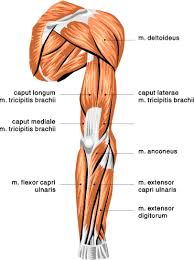 m. deltoideus
caput longum
m. tricipitis brachii
caput laterse
m. tricipitis brachii
caput mediale
m. tricipitis brachii
m. anconeus
m. flexor capri
ulnaris
m. extensor
capri ulnaris
m. extensor
digitorum